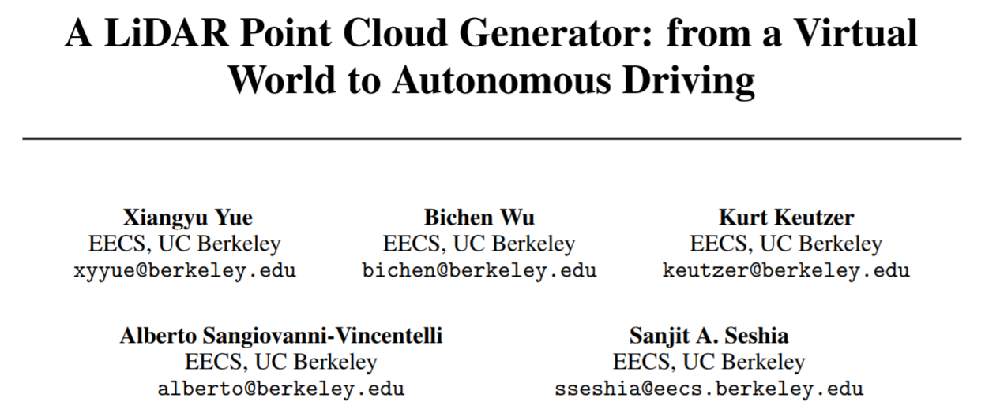 A LiDAR Point Cloud Generator: from a Virtual
World to Autonomous Driving
Xiangyu Yue
EECS, UC Berkeley
xyyue@berkeley.edu
Bichen Wu
EECS, UC Berkeley
bichen@berkeley.edu
Kurt Keutzer
EECS, UC Berkeley
keutzer@berkeley.edu
Alberto Sangiovanni-Vincentelli
EECS, UC Berkeley
alberto@berkeley.edu
Sanjit A. Seshia
EECS, UC Berkeley
sseshia@eecs.berkeley.edu